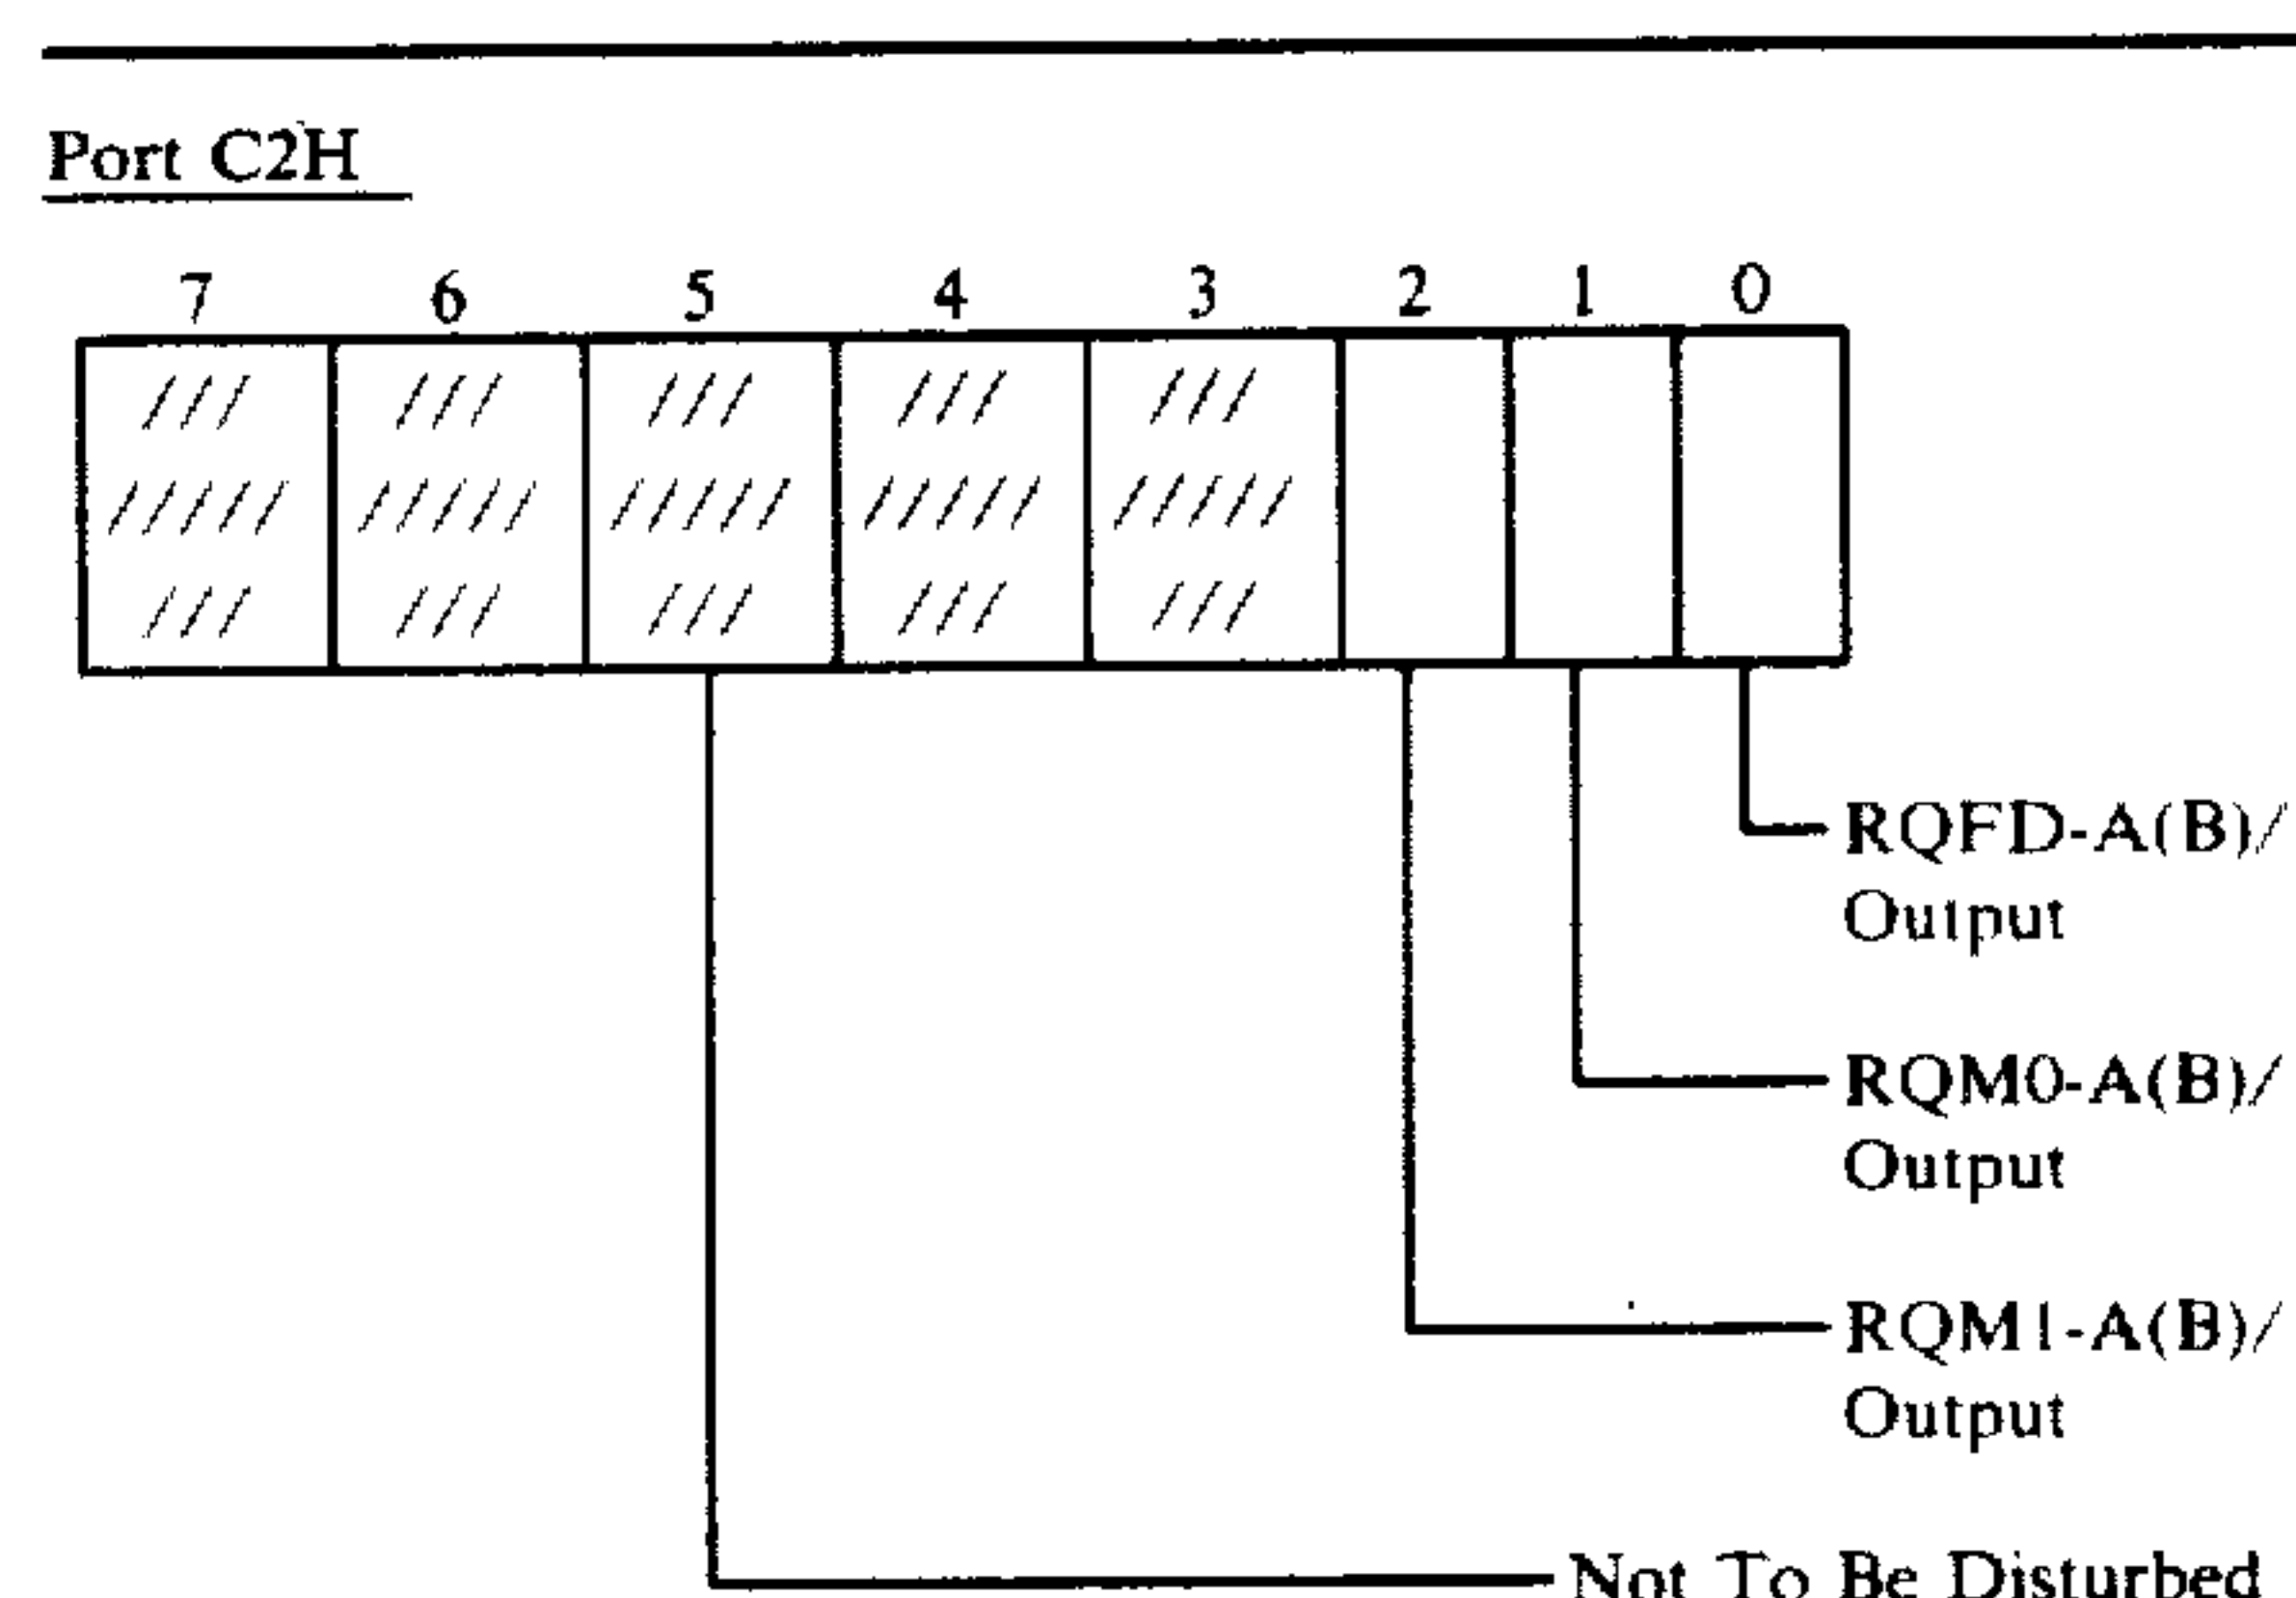 Port C2H
7 6 5 4 3 2 1 0
RQFD-A(B)/
Output
RQM0-A(B)/
Output
RQM1-A(B)/
Output
Not To Be Disturbed